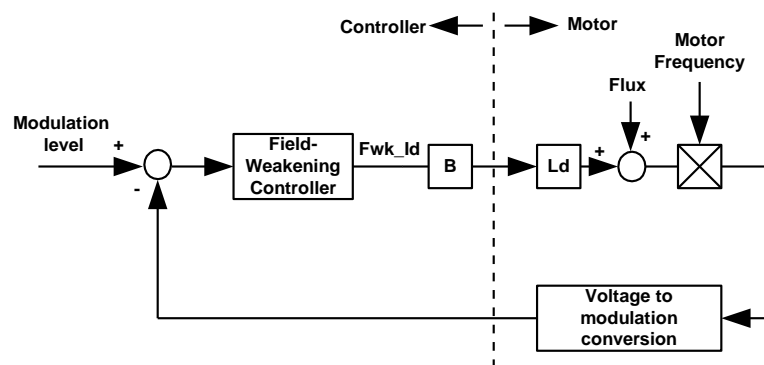 Controller
Motor
Motor
Frequency
Flux
Modulation
level
+
-
Field-
Weakening
Controller
Fwk_Id
B
Ld
+
+
Voltage to
modulation
conversion